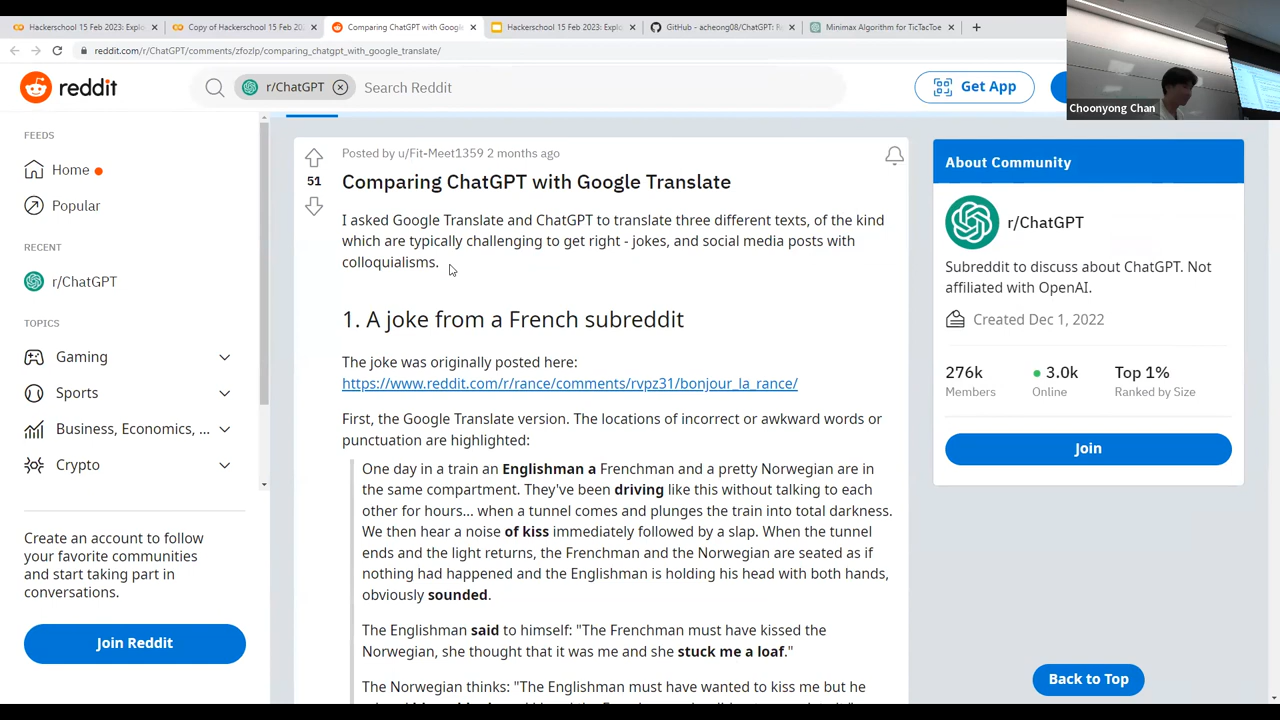 Hackerschool 15 Feb 2023: Explo
Copy of Hackerschool 15 Feb 202
Comparing ChatGPT with Google
Hackerschool 15 Feb 2023: Explo
GitHub - acheong08/ChatGPT: R
Minimax Algorithm for TicTacToe
reddit.com/r/ChatGPT/comments/zfozlp/comparing_chatgpt_with_google_translate/
Choonyong Chan
reddit
r/ChatGPT
Search Reddit
Get App
FEEDS
Home
Popular
RECENT
r/ChatGPT
TOPICS
Gaming
Sports
Business, Economics, ...
Crypto
Create an account to follow
your favorite communities
and start taking part in
conversations.
Join Reddit
51
Posted by u/Fit-Meet1359 2 months ago
Comparing ChatGPT with Google Translate
I asked Google Translate and ChatGPT to translate three different texts, of the kind
which are typically challenging to get right - jokes, and social media posts with
colloquialisms.
1. A joke from a French subreddit
The joke was originally posted here:
https://www.reddit.com/r/rance/comments/rvpz31/bonjour_la_rance/
First, the Google Translate version. The locations of incorrect or awkward words or
punctuation are highlighted:
One day in a train an Englishman a Frenchman and a pretty Norwegian are in
the same compartment. They've been driving like this without talking to each
other for hours... when a tunnel comes and plunges the train into total darkness.
We then hear a noise of kiss immediately followed by a slap. When the tunnel
ends and the light returns, the Frenchman and the Norwegian are seated as if
nothing had happened and the Englishman is holding his head with both hands,
obviously sounded.
The Englishman said to himself: "The Frenchman must have kissed the
Norwegian, she thought that it was me and she stuck me a loaf."
The Norwegian thinks: "The Englishman must have wanted to kiss me but he
About Community
r/ChatGPT
Subreddit to discuss about ChatGPT. Not
affiliated with OpenAI.
Created Dec 1, 2022
276k
Members
3.0k
Online
Top 1%
Ranked by Size
Join
Back to Top